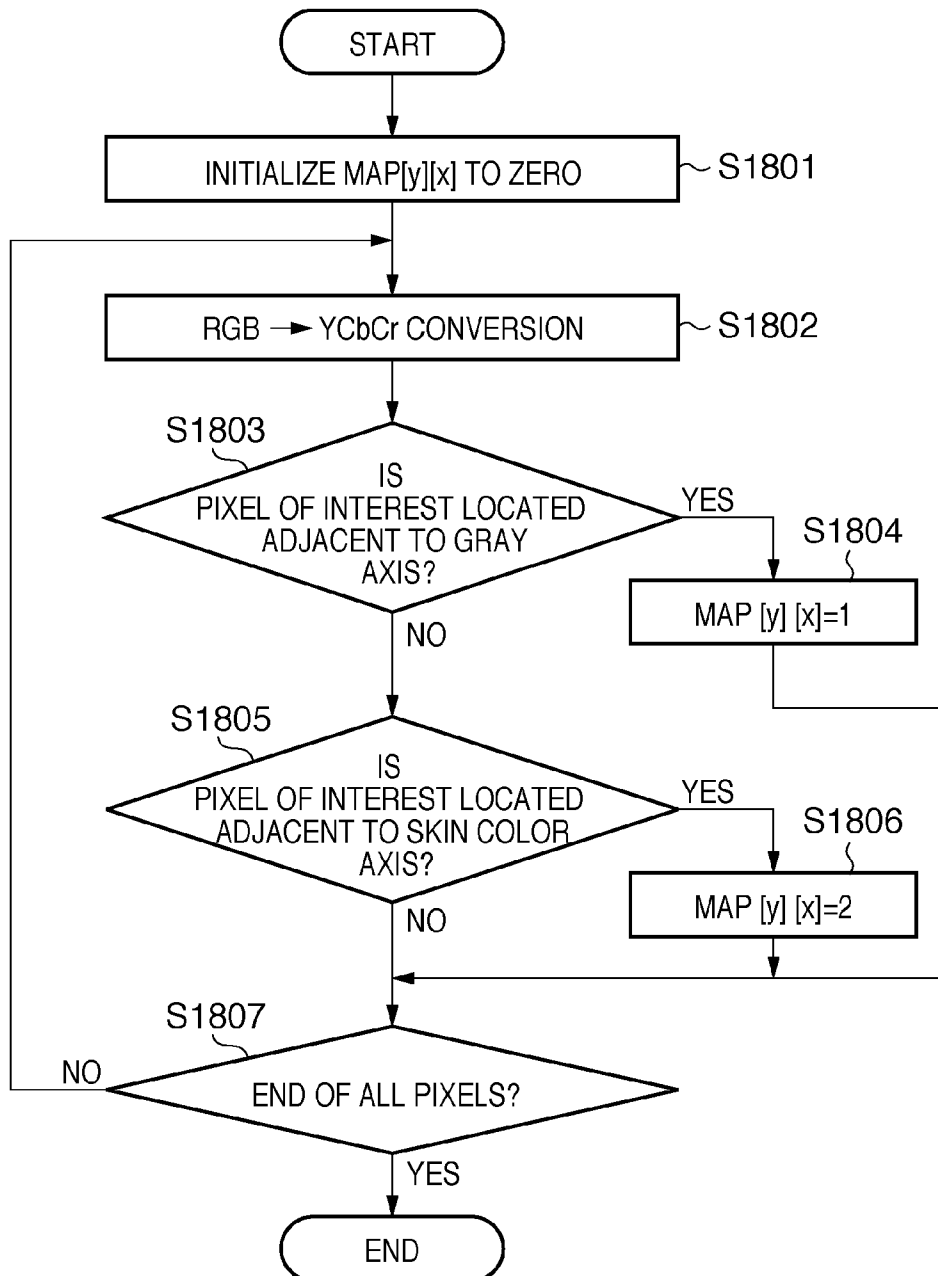 START
INITIALIZE MAP[y][x] TO ZERO
S1801
RGB → YCbCr CONVERSION
S1802
S1803
IS
PIXEL OF INTEREST LOCATED
ADJACENT TO GRAY
AXIS?
YES
S1804
MAP [y] [x]=1
NO
S1805
IS
PIXEL OF INTEREST LOCATED
ADJACENT TO SKIN COLOR
AXIS?
YES
S1806
MAP [y] [x]=2
NO
S1807
NO
END OF ALL PIXELS?
YES
END